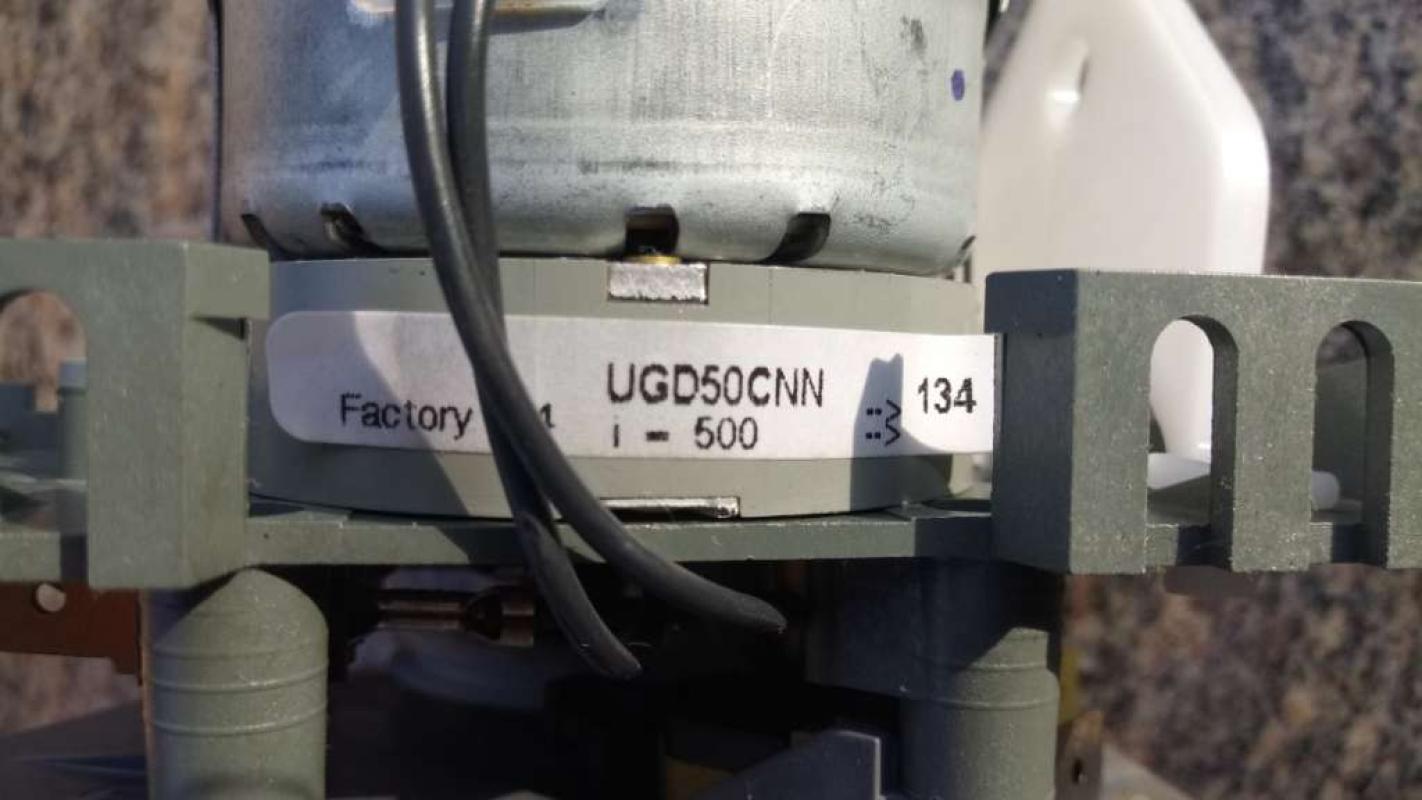 UGD50CNN
Factory
i - 500
::> 134